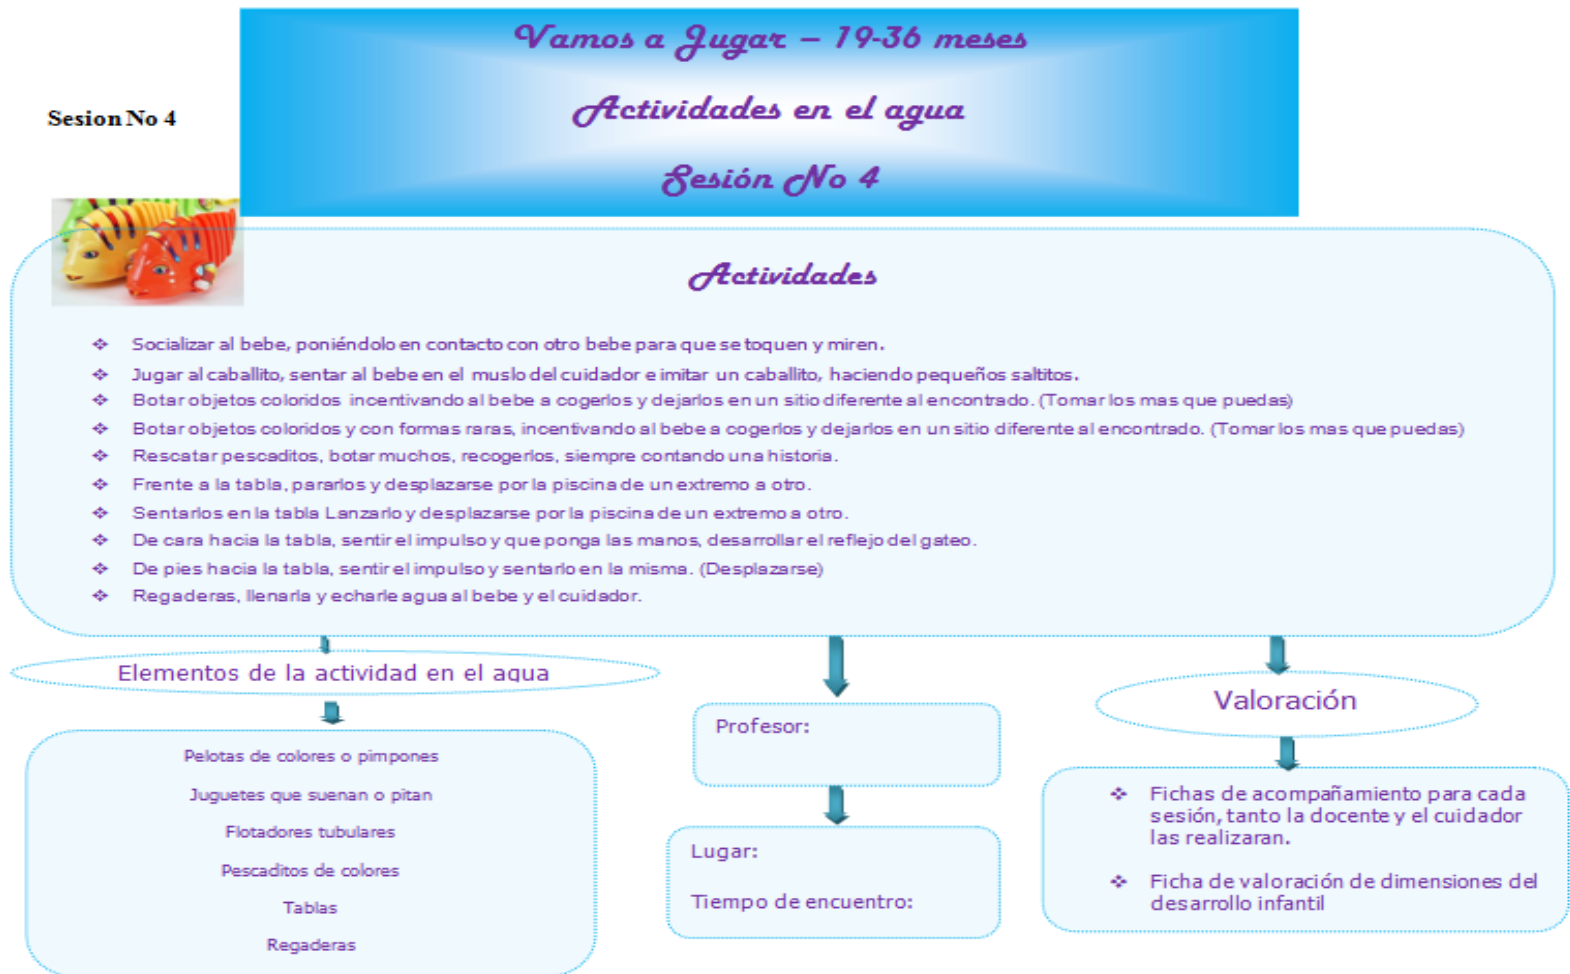 Vamos a Jugar – 19-36 meses
Actividades en el agua
Sesión No 4
Sesion No 4
Actividades
❖ Socializar al bebe, poniéndolo en contacto con otro bebe para que se toquen y miren.
❖ Jugar al caballito, sentar al bebe en el muslo del cuidador e imitar un caballito, haciendo pequeños saltitos.
❖ Botar objetos coloridos incentivando al bebe a cogerlos y dejarlos en un sitio diferente al encontrado. (Tomar los mas que puedas)
❖ Botar objetos coloridos y con formas raras, incentivando al bebe a cogerlos y dejarlos en un sitio diferente al encontrado. (Tomar los mas que puedas)
❖ Rescatar pescaditos, botar muchos, recogerlos, siempre contando una historia.
❖ Frente a la tabla, pararlos y desplazarse por la piscina de un extremo a otro.
❖ Sentarlos en la tabla Lanzarlo y desplazarse por la piscina de un extremo a otro.
❖ De cara hacia la tabla, sentir el impulso y que ponga las manos, desarrollar el reflejo del gateo.
❖ De pies hacia la tabla, sentir el impulso y sentarlo en la misma. (Desplazarse)
❖ Regaderas, llenarla y echarle agua al bebe y el cuidador.
Elementos de la actividad en el agua
Pelotas de colores o pimpones
Juguetes que suenan o pitan
Flotadores tubulares
Pescaditos de colores
Tablas
Regaderas
Profesor:
Lugar:
Tiempo de encuentro:
Valoración
❖ Fichas de acompañamiento para cada
sesión, tanto la docente y el cuidador
las realizaran.
❖ Ficha de valoración de dimensiones del
desarrollo infantil